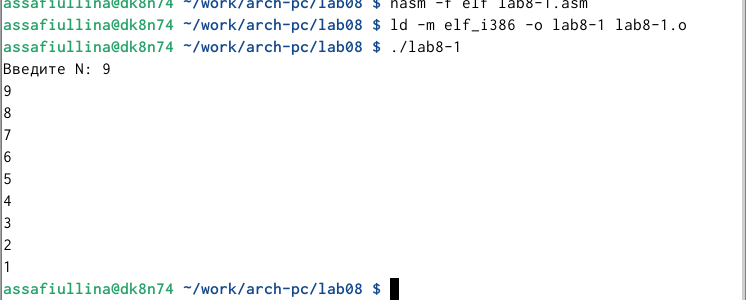 assafiullina@dk8n74 ~/work/arch-pc/lab08 $ nasm -f elf lab8-1.asm
assafiullina@dk8n74 ~/work/arch-pc/lab08 $ ld -m elf_i386 -o lab8-1 lab8-1.o
assafiullina@dk8n74 ~/work/arch-pc/lab08 $ ./lab8-1
Введите N: 9
9
8
7
6
5
4
3
2
1
assafiullina@dk8n74 ~/work/arch-pc/lab08 $